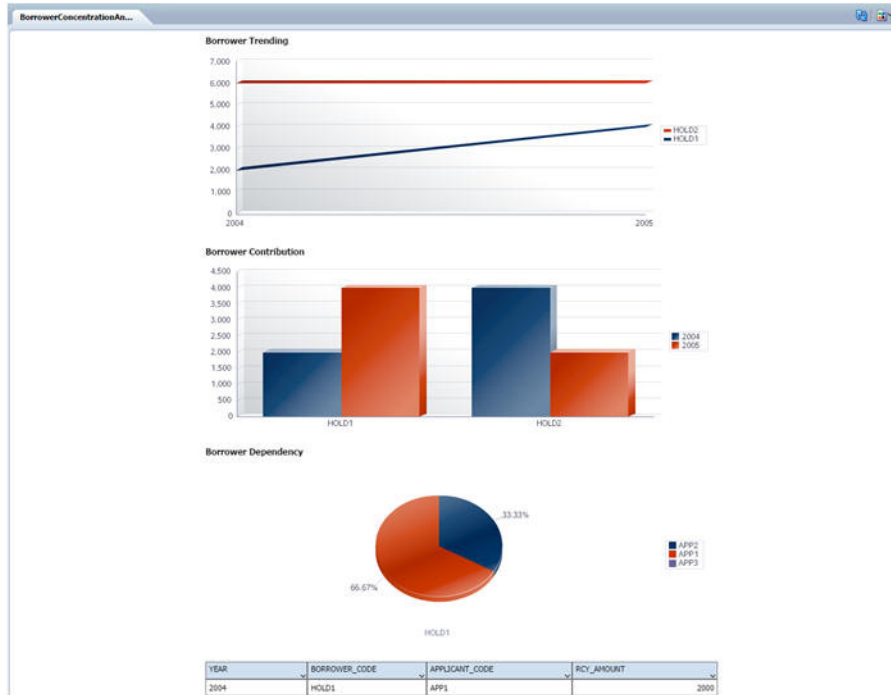 BorrowerConcentrationAn...
Borrower Trending
7,000
6,000
5,000
4,000
3,000
2,000
1,000
0
2004 2005
HOLD2
HOLD1
Borrower Contribution
4,500
4,000
3,500
3,000
2,500
2,000
1,500
1,000
500
0
HOLD1 HOLD2
2004
2005
Borrower Dependency
33.33%
66.67%
APP2
APP1
APP3
HOLD1
YEAR BORROWER_CODE APPLICANT_CODE RCY_AMOUNT
2004 HOLD1 APP1 2000